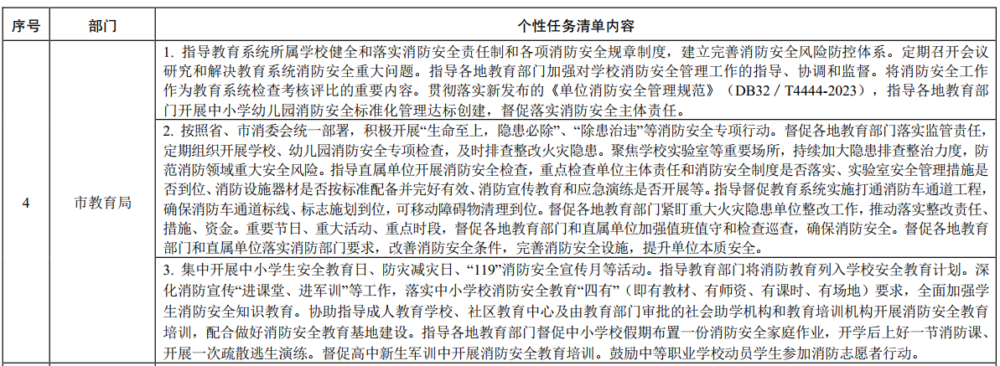 序号 部门 个性任务清单内容
1. 指导教育系统所属学校健全和落实消防安全责任制和各项消防安全规章制度，建立完善消防安全风险防控体系。定期召开会议
研究和解决教育系统消防安全重大问题。指导各地教育部门加强对学校消防安全管理工作的指导、协调和监督。将消防安全工作
作为教育系统检查考核评比的重要内容。贯彻落实新发布的《单位消防安全管理规范》（DB32／T4444-2023），指导各地教育部
门开展中小学幼儿园消防安全标准化管理达标创建，督促落实消防安全主体责任。
2. 按照省、市消委会统一部署，积极开展“生命至上，隐患必除”、“除患治违”等消防安全专项行动。督促各地教育部门落实监管责任，
定期组织开展学校、幼儿园消防安全专项检查，及时排查整改火灾隐患。聚焦学校实验室等重要场所，持续加大隐患排查整治力度，防
范消防领域重大安全风险。指导直属单位开展消防安全检查，重点检查单位主体责任和消防安全制度是否落实、实验室安全管理措施是
否到位、消防设施器材是否按标准配备并完好有效、消防宣传教育和应急演练是否开展等。指导督促教育系统实施打通消防车通道工程，
4 市教育局
确保消防车通道标线、标志施划到位，可移动障碍物清理到位。督促各地教育部门紧盯重大火灾隐患单位整改工作，推动落实整改责任、
措施、资金。重要节日、重大活动、重点时段，督促各地教育部门和直属单位加强值班值守和检查巡查，确保消防安全。督促各地教育
部门和直属单位落实消防部门要求，改善消防安全条件，完善消防安全设施，提升单位本质安全。
3. 集中开展中小学生安全教育日、防灾减灾日、“119”消防安全宣传月等活动。指导教育部门将消防教育列入学校安全教育计划。深
化消防宣传“进课堂、进军训”等工作，落实中小学校消防安全教育“四有”（即有教材、有师资、有课时、有场地）要求，全面加强学
生消防安全知识教育。协助指导成人教育学校、社区教育中心及由教育部门审批的社会助学机构和教育培训机构开展消防安全教育
培训，配合做好消防安全教育基地建设。指导各地教育部门督促中小学校假期布置一份消防安全家庭作业，开学后上好一节消防课、
开展一次疏散逃生演练。督促高中新生军训中开展消防安全教育培训。鼓励中等职业学校动员学生参加消防志愿者行动。